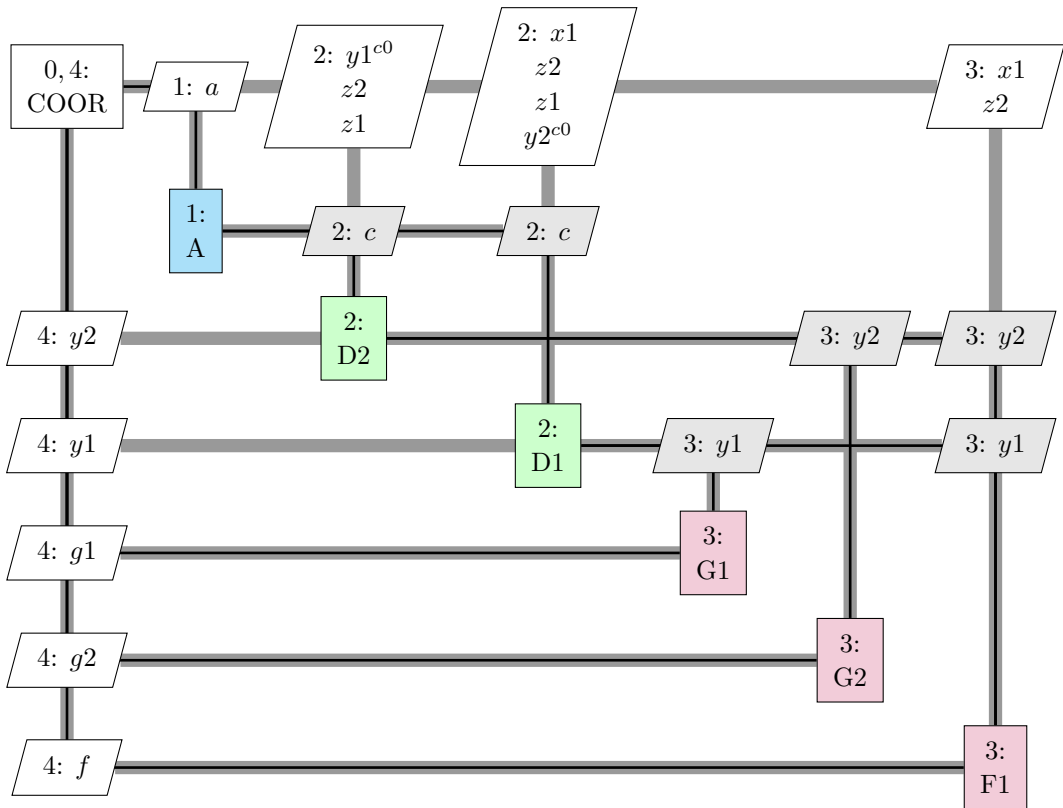 0, 4:
COOR
1: a
2: y1^{c0}
z2
z1
2: x1
z2
z1
y2^{c0}
3: x1
z2
1:
A
2: c
2: c
4: y2
2:
D2
3: y2
3: y2
4: y1
2:
D1
3: y1
3: y1
4: g1
3:
G1
4: g2
3:
G2
4: f
3:
F1